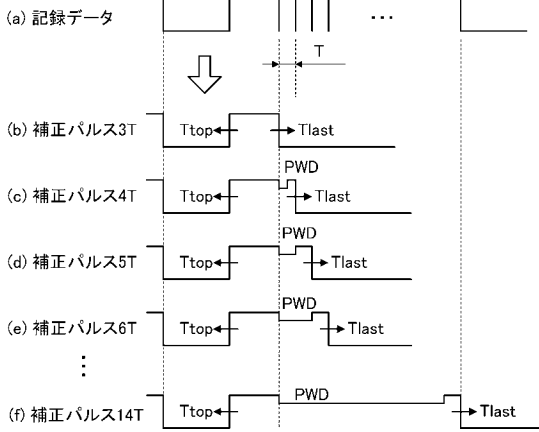 (a) 記録データ
...
T
(b) 補正パルス3T
Ttop
Tlast
PWD
(c) 補正パルス4T
Ttop
Tlast
PWD
(d) 補正パルス5T
Ttop
Tlast
PWD
(e) 補正パルス6T
Ttop
Tlast
⋮
PWD
(f) 補正パルス14T
Ttop
Tlast